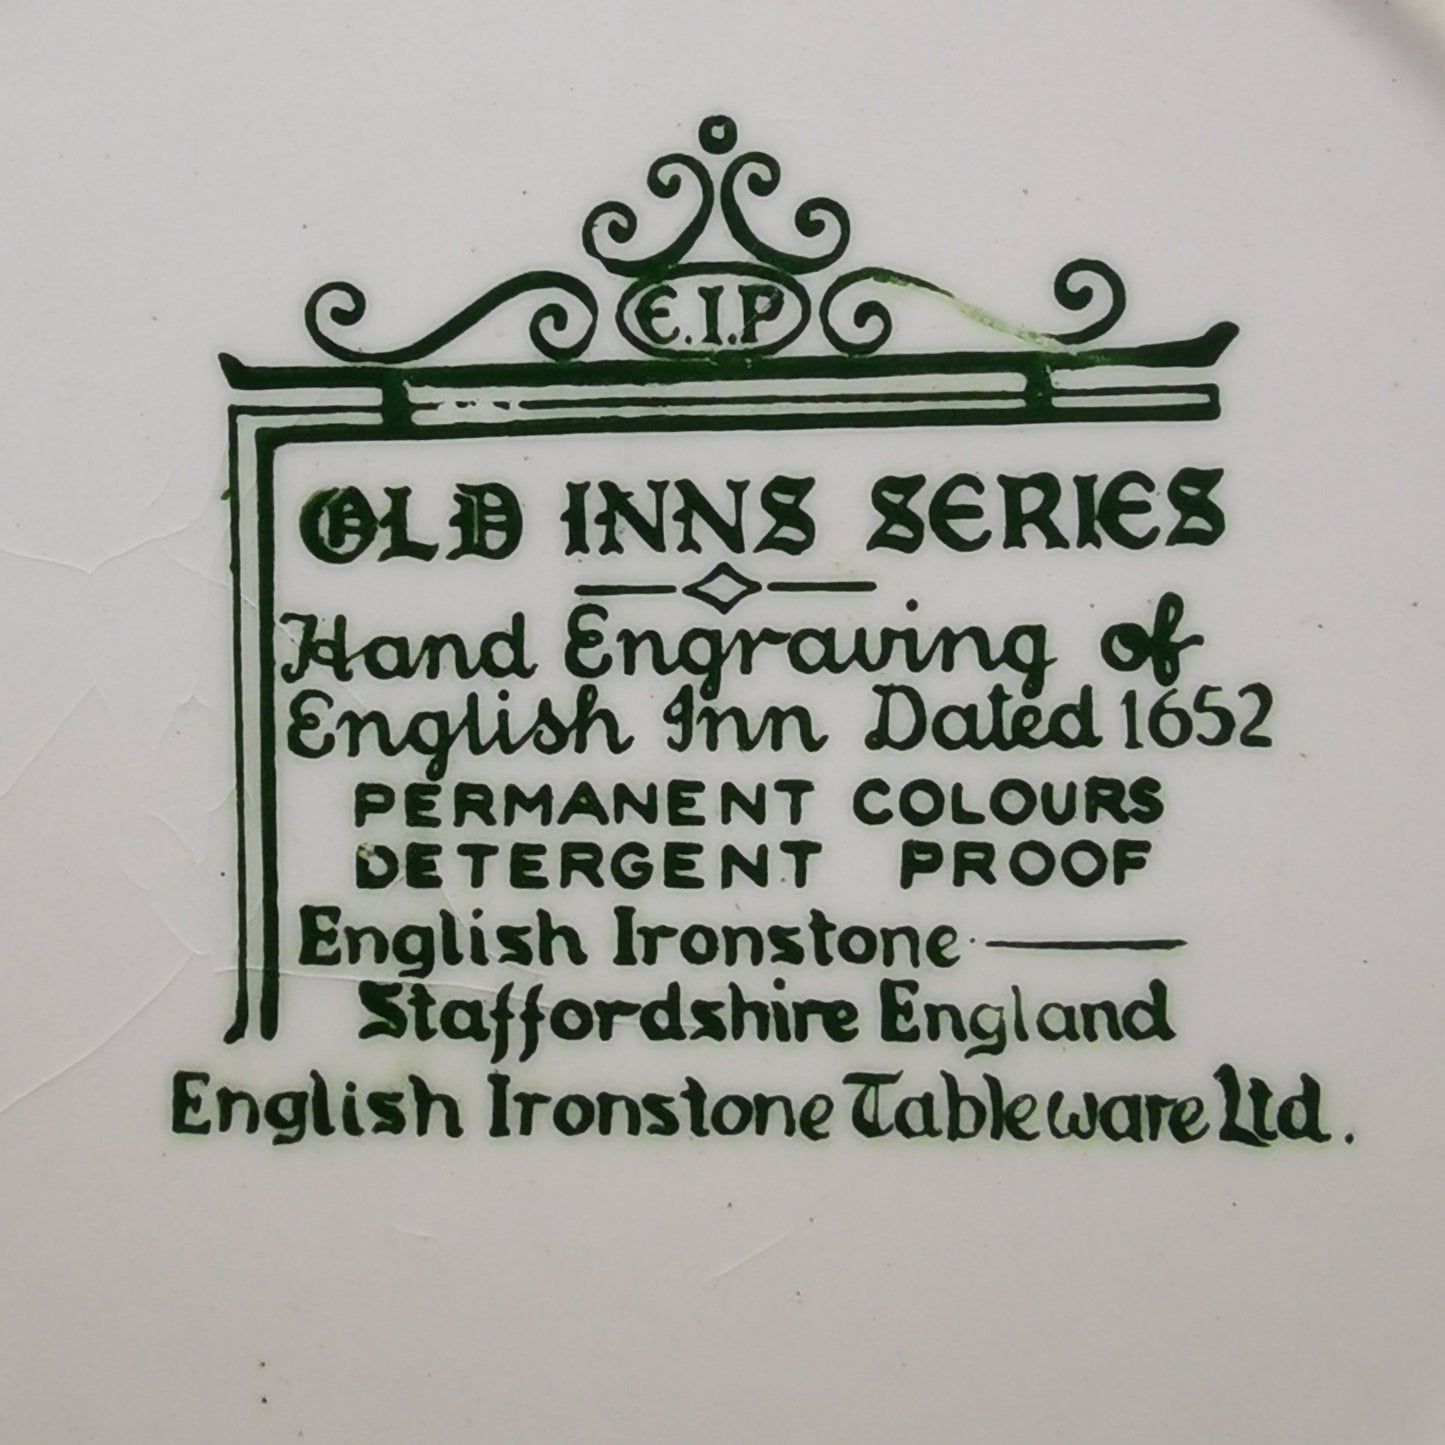 E.I.P
OLD INNS SERIES
Hand Engraving of
English Inn Dated 1652
PERMANENT COLOURS
DETERGENT PROOF
English Ironstone
Staffordshire England
English Ironstone Tableware Ltd.